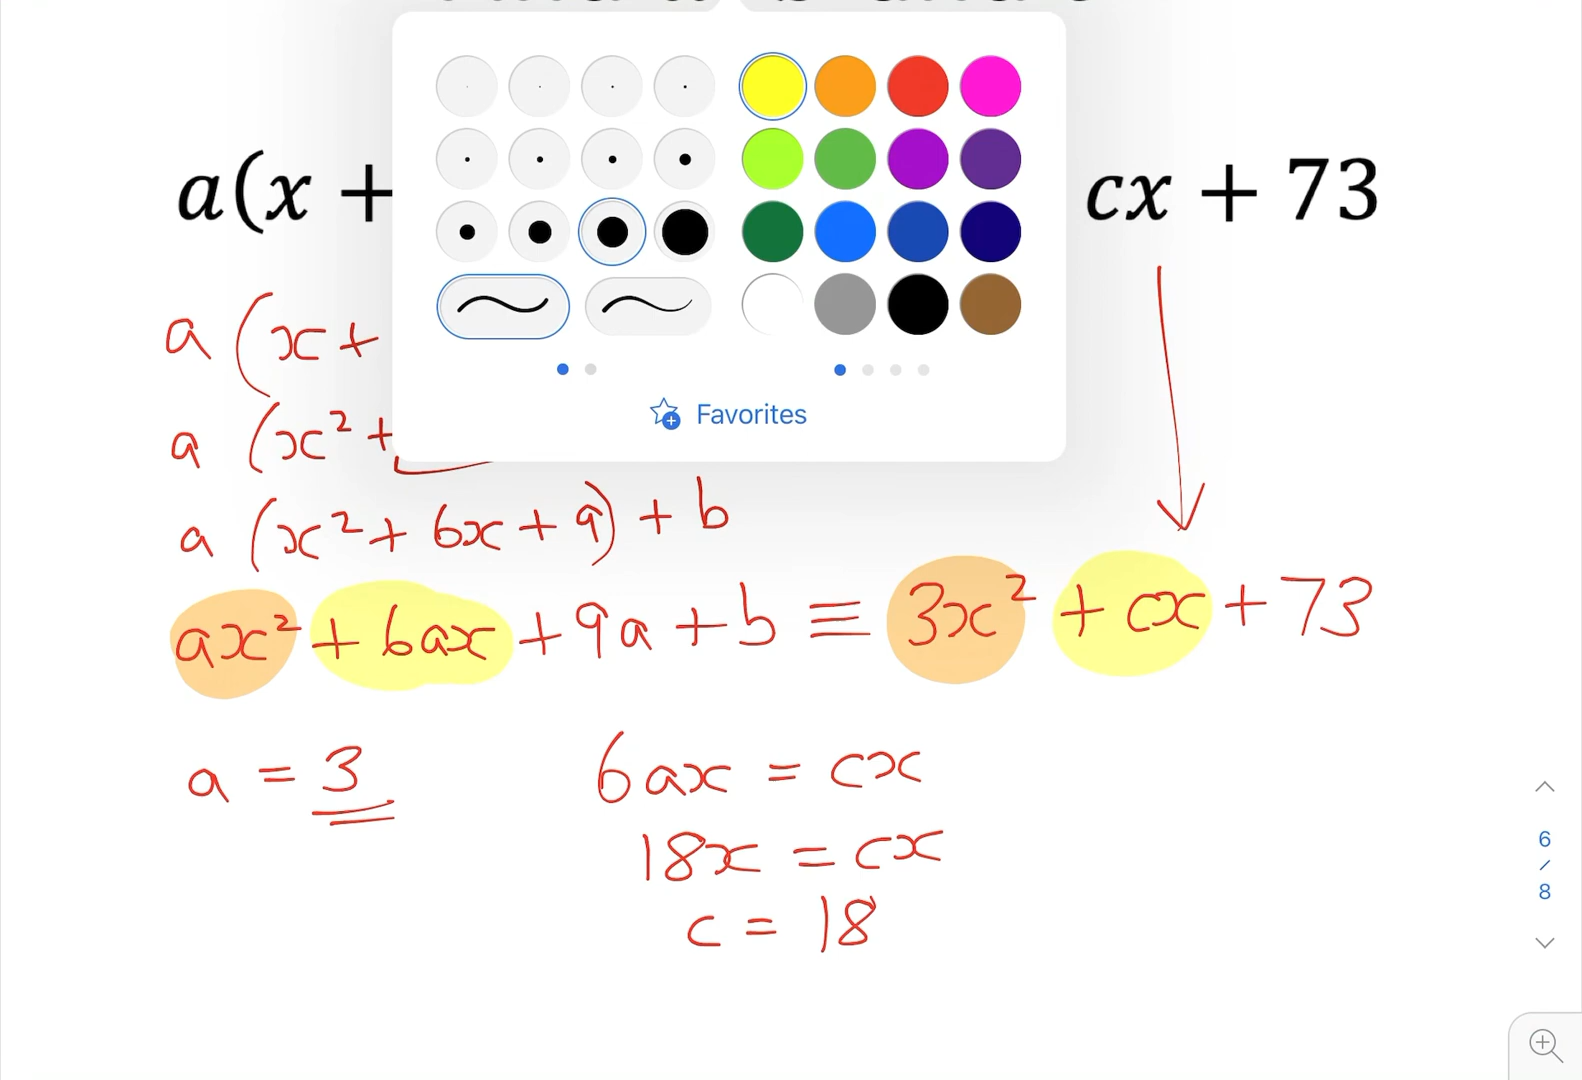 a(x +
cx + 73
a (x +
a (x² +
Favorites
a (x² + 6x + 9) + b
ax² + 6ax + 9a + b ≡ 3x² + cx + 73
a = 3
6ax = cx
18x = cx
c = 18
6
/
8